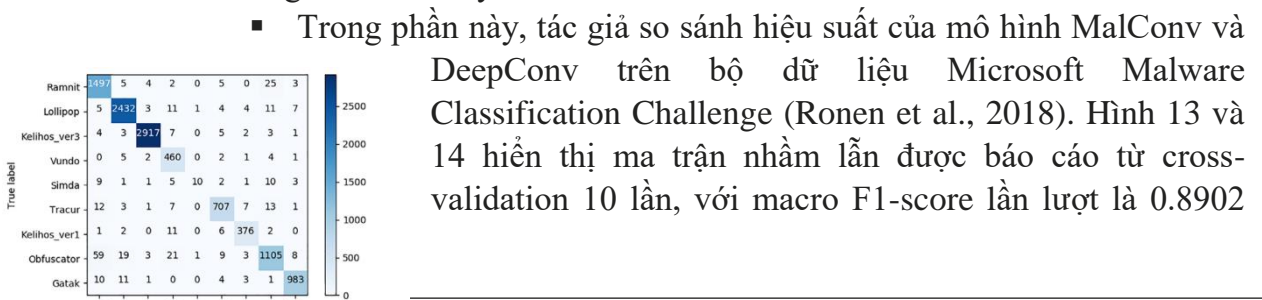 ▪ Trong phần này, tác giả so sánh hiệu suất của mô hình MalConv và
DeepConv trên bộ dữ liệu Microsoft Malware
Classification Challenge (Ronen et al., 2018). Hình 13 và
14 hiển thị ma trận nhầm lẫn được báo cáo từ cross-
validation 10 lần, với macro F1-score lần lượt là 0.8902
True label
Ramnit 1497 5 4 2 0 5 0 25 3
Lollipop 5 2432 3 11 1 4 4 11 7
Kelihos_ver3 4 3 2917 7 0 5 2 3 1
Vundo 0 5 2 460 0 2 1 4 1
Simda 9 1 1 5 10 2 1 10 3
Tracur 12 3 1 7 0 707 7 13 1
Kelihos_ver1 1 2 0 11 0 6 376 2 0
Obfuscator 59 19 3 21 1 9 3 1105 8
Gatak 10 11 1 0 0 4 3 1 983
2500
2000
1500
1000
500
0